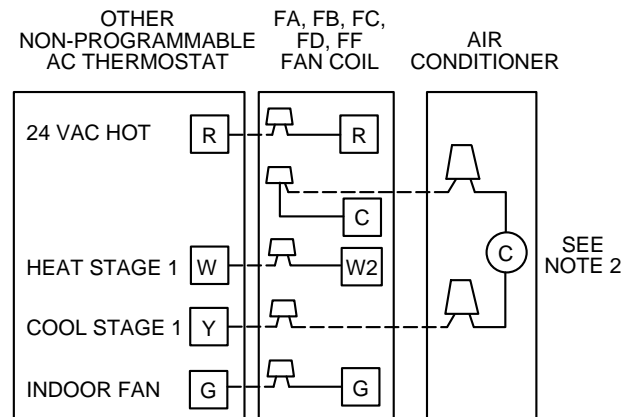 OTHER
NON-PROGRAMMABLE
AC THERMOSTAT
FA, FB, FC,
FD, FF
FAN COIL
AIR
CONDITIONER
24 VAC HOT R R
C
HEAT STAGE 1 W W2
C
SEE
NOTE 2
COOL STAGE 1 Y
INDOOR FAN G G